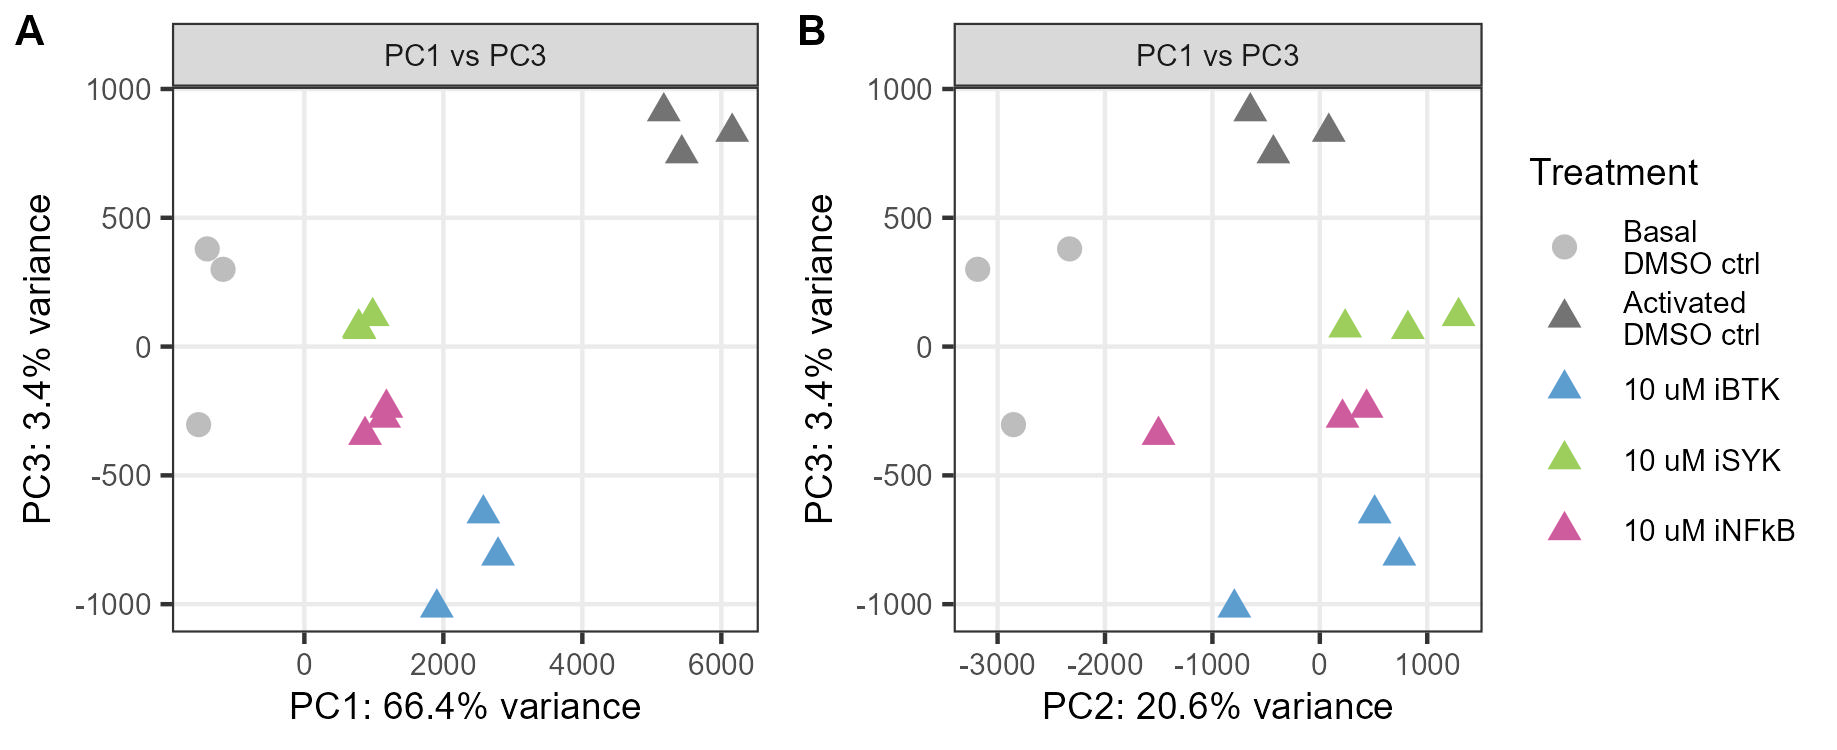 A
PC1 vs PC3
1000
500
0
-500
-1000
PC3: 3.4% variance
0 2000 4000 6000
PC1: 66.4% variance
B
PC1 vs PC3
1000
500
0
-500
-1000
PC3: 3.4% variance
-3000 -2000 -1000 0 1000
PC2: 20.6% variance
Treatment
Basal
DMSO ctrl
Activated
DMSO ctrl
10 uM iBTK
10 uM iSYK
10 uM iNFkB